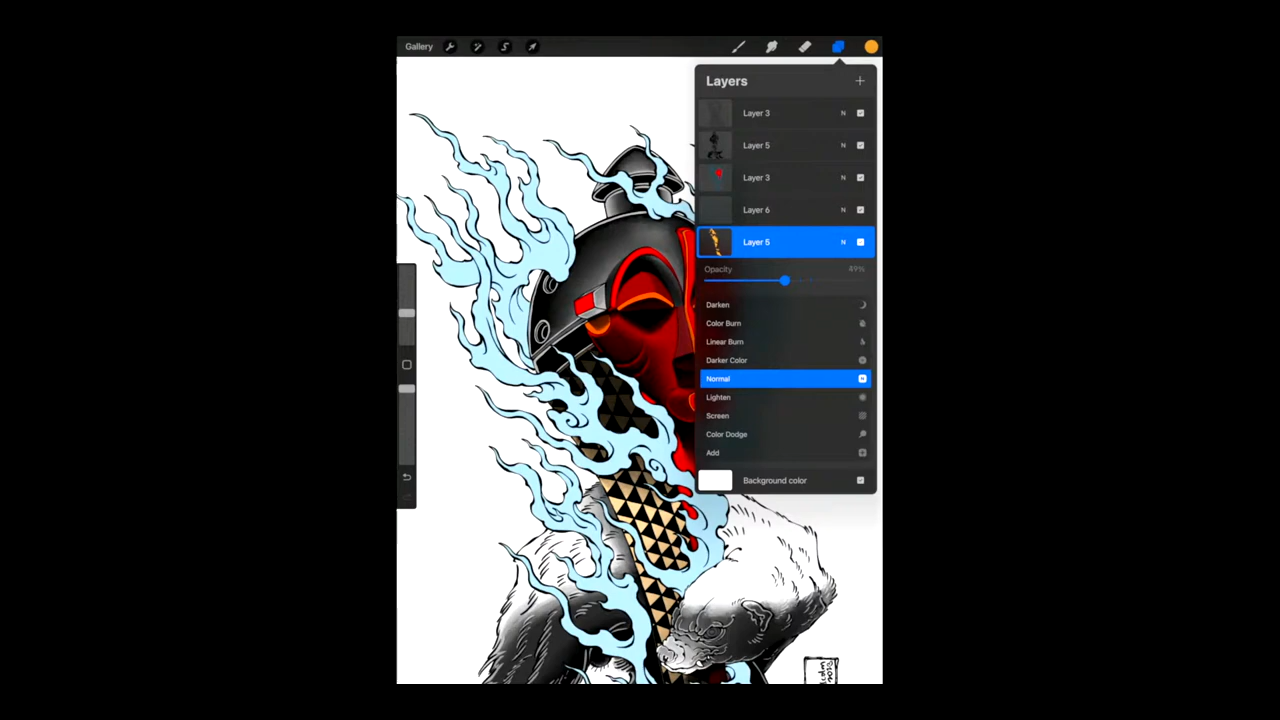 Gallery
Layers
Layer 3 N
Layer 5 N
Layer 3 N
Layer 6 N
Layer 5 N
Opacity 49%
Darken
Color Burn
Linear Burn
Darker Color
Normal N
Lighten
Screen
Color Dodge
Add
Background color